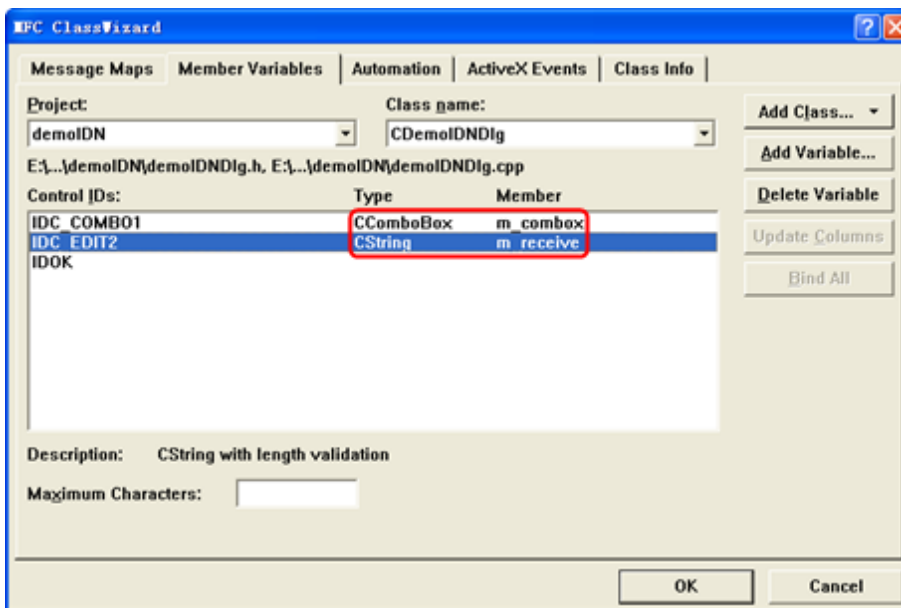 MFC ClassWizard
Message Maps Member Variables Automation ActiveX Events Class Info
Project: Class name:
demoIDN CDemoIDNDlg
Add Class...
E:\...\demoIDN\demoIDNDlg.h, E:\...\demoIDN\demoIDNDlg.cpp
Add Variable...
Control IDs: Type Member
Delete Variable
IDC_COMBO1 CComboBox m_combox
IDC_EDIT2 CString m_receive
Update Columns
IDOK
Bind All
Description: CString with length validation
Maximum Characters:
OK Cancel